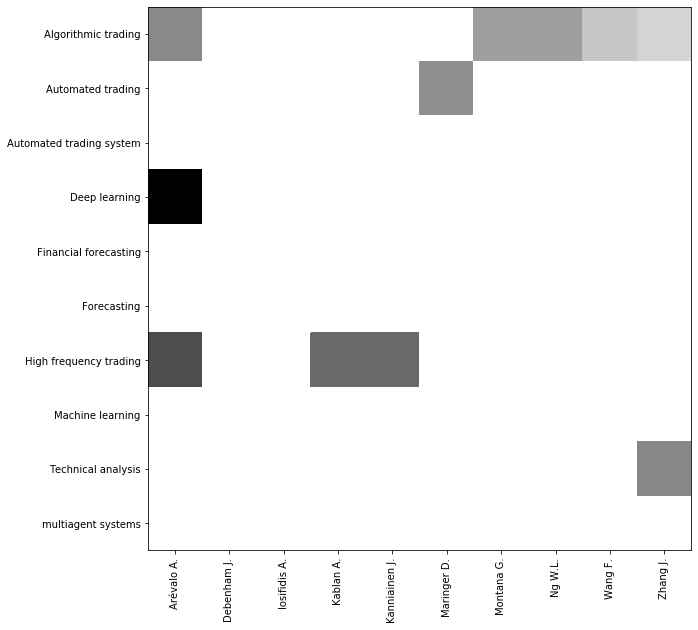 Algorithmic trading
Automated trading
Automated trading system
Deep learning
Financial forecasting
Forecasting
High frequency trading
Machine learning
Technical analysis
multiagent systems
Arévalo A.
Debenham J.
Iosifidis A.
Kablan A.
Kanniainen J.
Maringer D.
Montana G.
Ng W.L.
Wang F.
Zhang J.